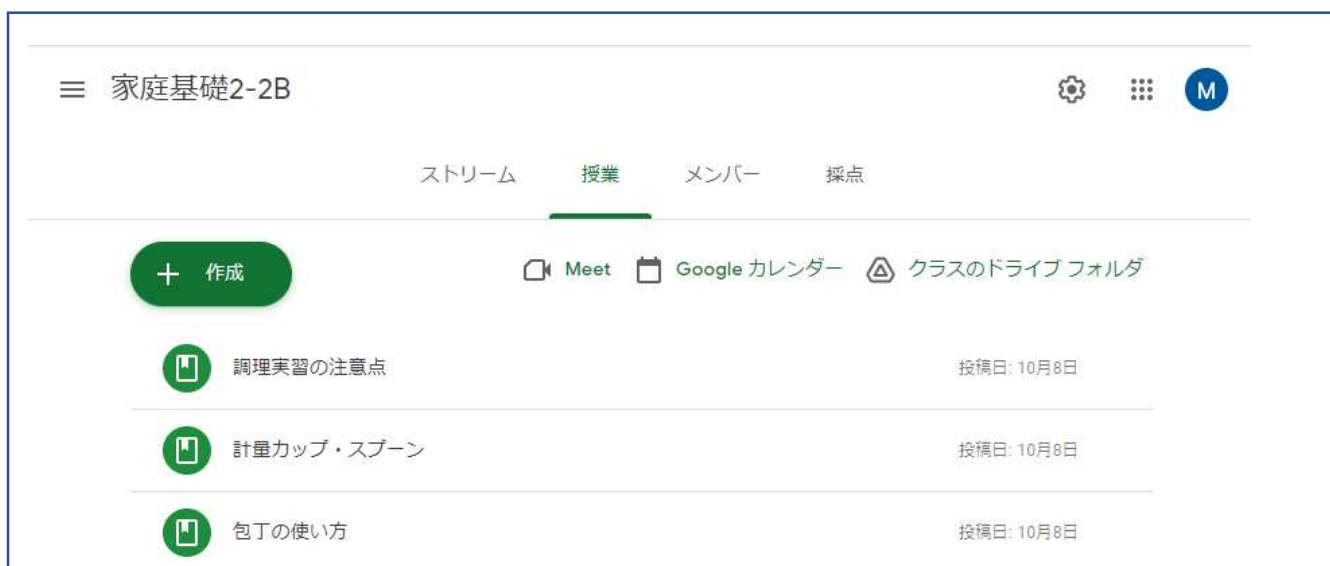 家庭基礎2-2B
M
ストリーム 授業 メンバー 採点
作成 Meet Google カレンダー クラスのドライブ フォルダ
調理実習の注意点 投稿日: 10月8日
計量カップ・スプーン 投稿日: 10月8日
包丁の使い方 投稿日: 10月8日